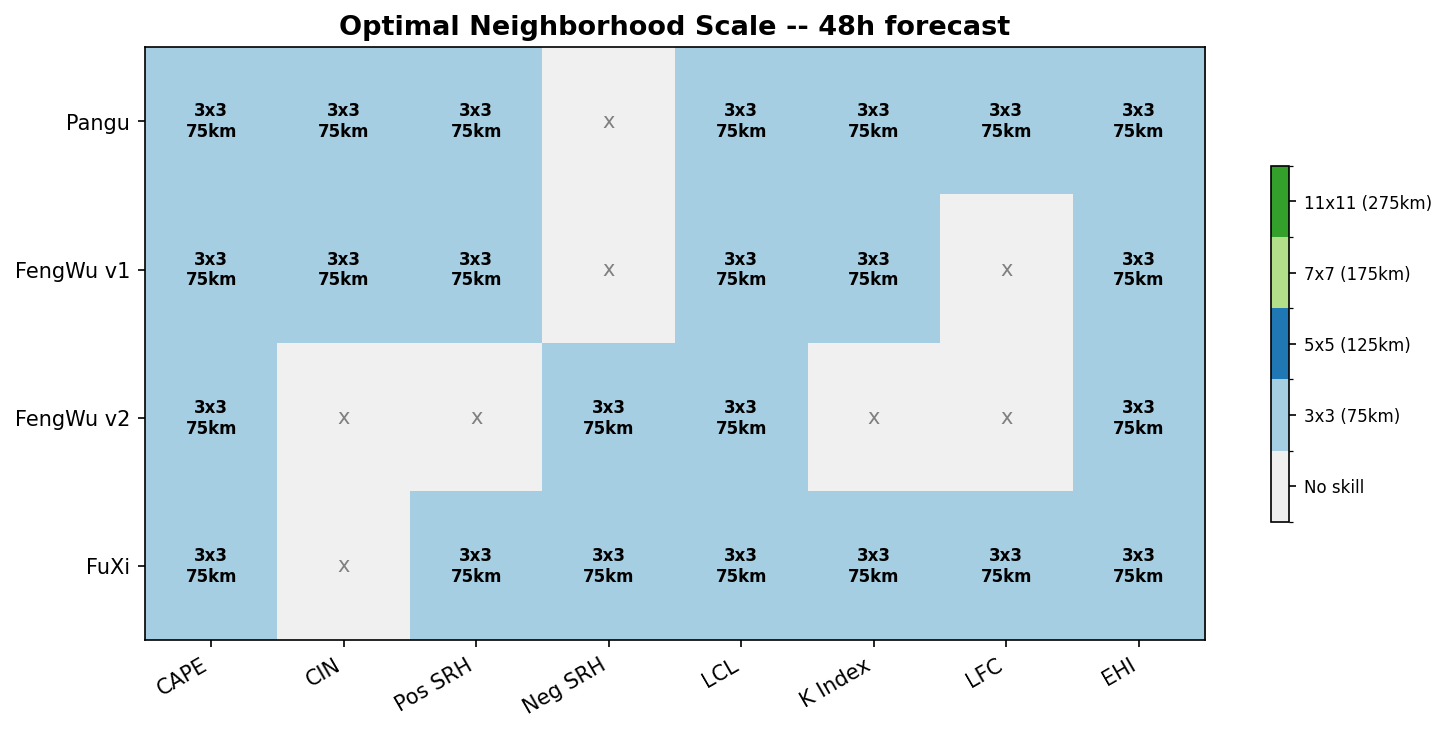 Optimal Neighborhood Scale -- 48h forecast
Pangu
3x3 3x3 3x3 x 3x3 3x3 3x3 3x3
75km 75km 75km 75km 75km 75km 75km
FengWu v1
3x3 3x3 3x3 x 3x3 3x3 x 3x3
75km 75km 75km 75km 75km 75km
FengWu v2
3x3 x x 3x3 3x3 x x 3x3
75km 75km 75km 75km
FuXi
3x3 x 3x3 3x3 3x3 3x3 3x3 3x3
75km 75km 75km 75km 75km 75km 75km
CAPE CIN Pos SRH Neg SRH LCL K Index LFC EHI
11x11 (275km)
7x7 (175km)
5x5 (125km)
3x3 (75km)
No skill